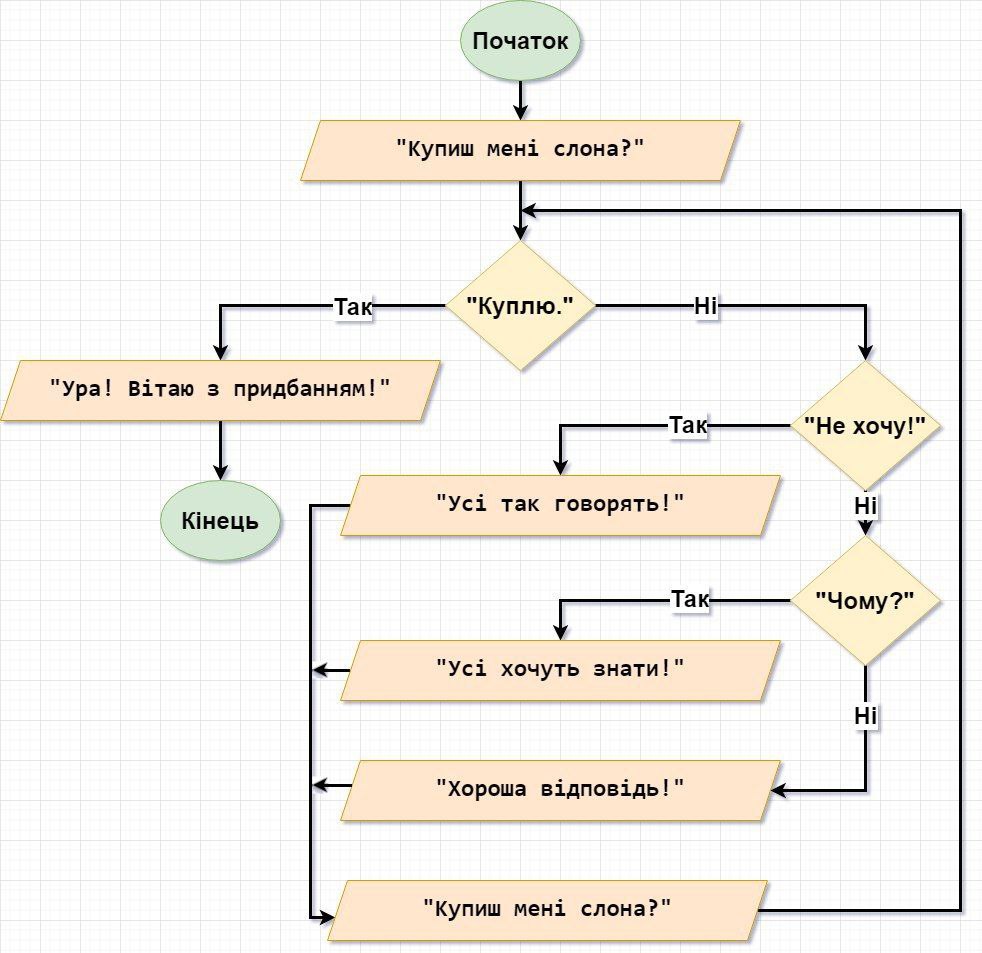 Початок
"Купиш мені слона?"
"Куплю."
Так
Ні
"Ура! Вітаю з придбанням!"
"Не хочу!"
Так
Кінець
"Усі так говорять!"
Ні
"Чому?"
Так
"Усі хочуть знати!"
Ні
"Хороша відповідь!"
"Купиш мені слона?"